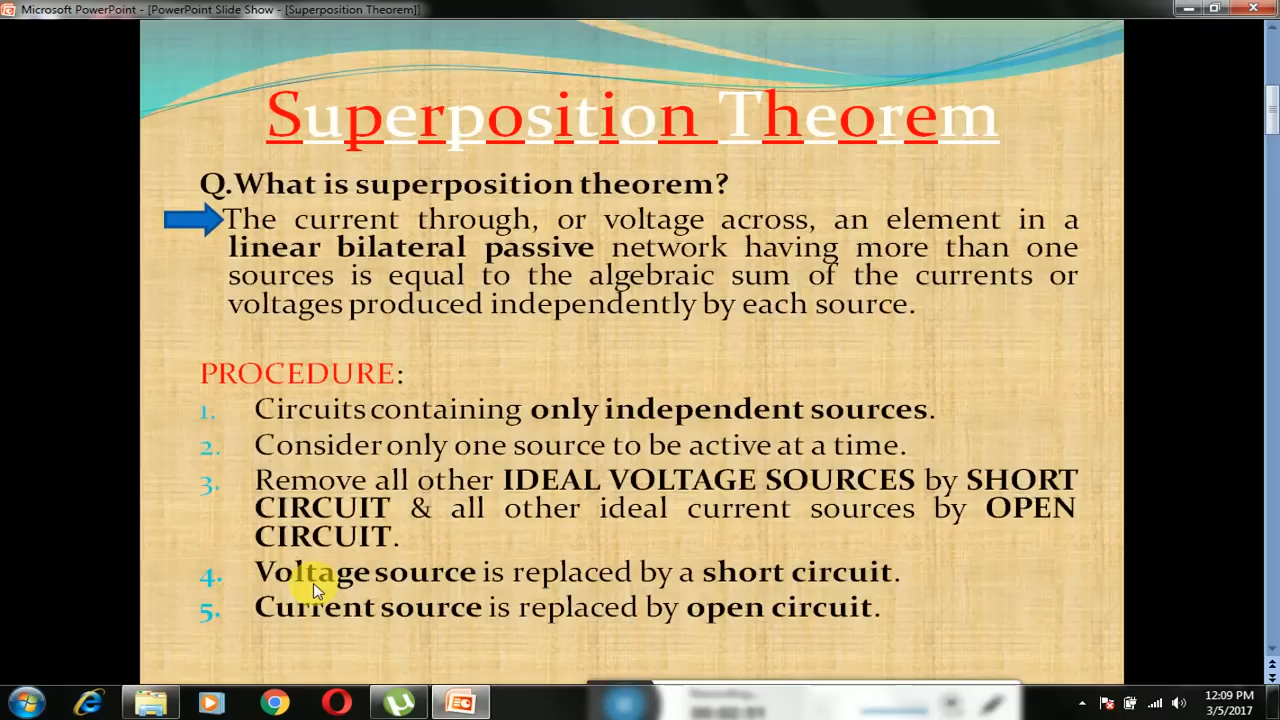 Microsoft PowerPoint - [PowerPoint Slide Show - [Superposition Theorem]]
Superposition Theorem
Q.What is superposition theorem?
The current through, or voltage across, an element in a
linear bilateral passive network having more than one
sources is equal to the algebraic sum of the currents or
voltages produced independently by each source.
PROCEDURE:
1. Circuits containing only independent sources.
2. Consider only one source to be active at a time.
3. Remove all other IDEAL VOLTAGE SOURCES by SHORT
CIRCUIT & all other ideal current sources by OPEN
CIRCUIT.
4. Voltage source is replaced by a short circuit.
5. Current source is replaced by open circuit.
12:09 PM
3/5/2017